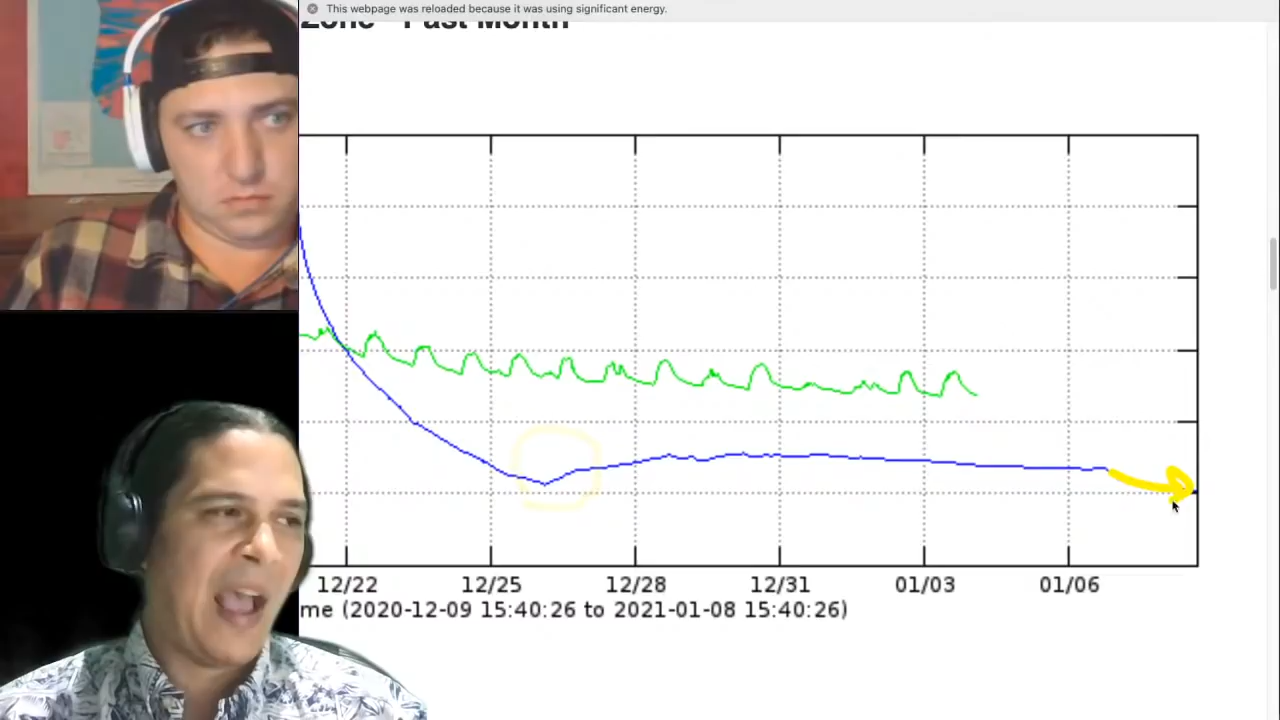 This webpage was reloaded because it was using significant energy.
Zone - Past Month
12/22 12/25 12/28 12/31 01/03 01/06
me (2020-12-09 15:40:26 to 2021-01-08 15:40:26)